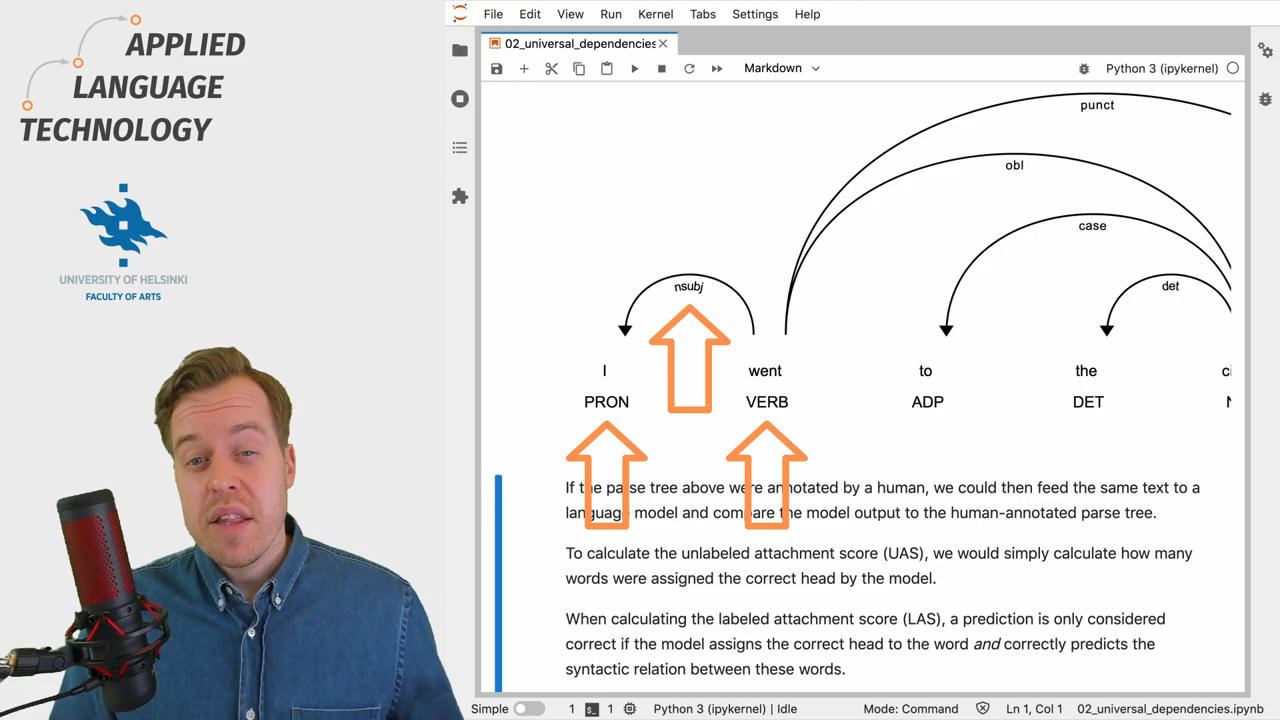 APPLIED
LANGUAGE
TECHNOLOGY
UNIVERSITY OF HELSINKI
FACULTY OF ARTS
File Edit View Run Kernel Tabs Settings Help
02_universal_dependencies
Markdown
Python 3 (ipykernel)
punct
obl
case
nsubj
det
I went to the
PRON VERB ADP DET
If the parse tree above were annotated by a human, we could then feed the same text to a
language model and compare the model output to the human-annotated parse tree.
To calculate the unlabeled attachment score (UAS), we would simply calculate how many
words were assigned the correct head by the model.
When calculating the labeled attachment score (LAS), a prediction is only considered
correct if the model assigns the correct head to the word and correctly predicts the
syntactic relation between these words.
Simple 1 1 Python 3 (ipykernel) | Idle Mode: Command Ln 1, Col 1 02_universal_dependencies.ipynb